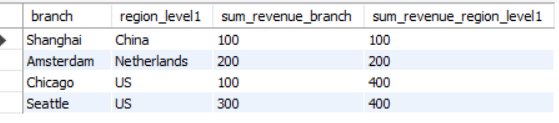 branch region_level1 sum_revenue_branch sum_revenue_region_level1
Shanghai China 100 100
Amsterdam Netherlands 200 200
Chicago US 100 400
Seattle US 300 400